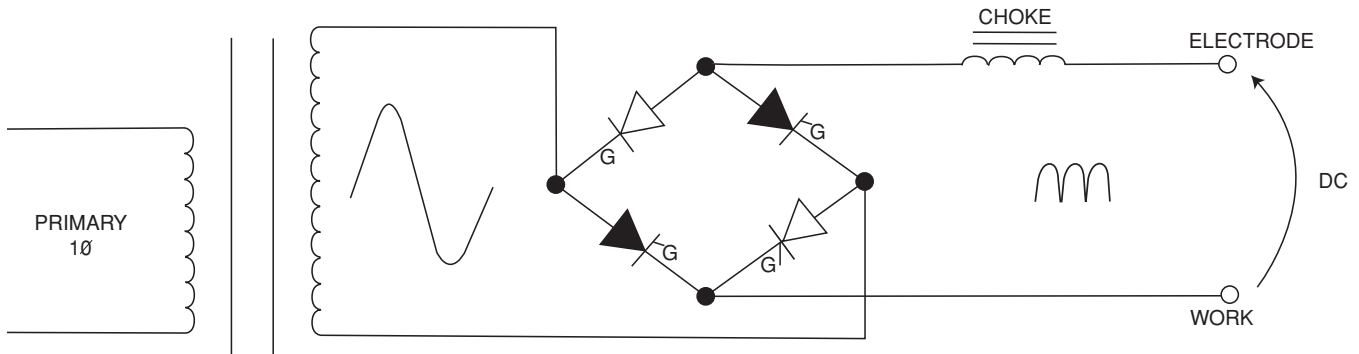 CHOKE
ELECTRODE
G
G
DC
PRIMARY
1Ø
G
G
WORK